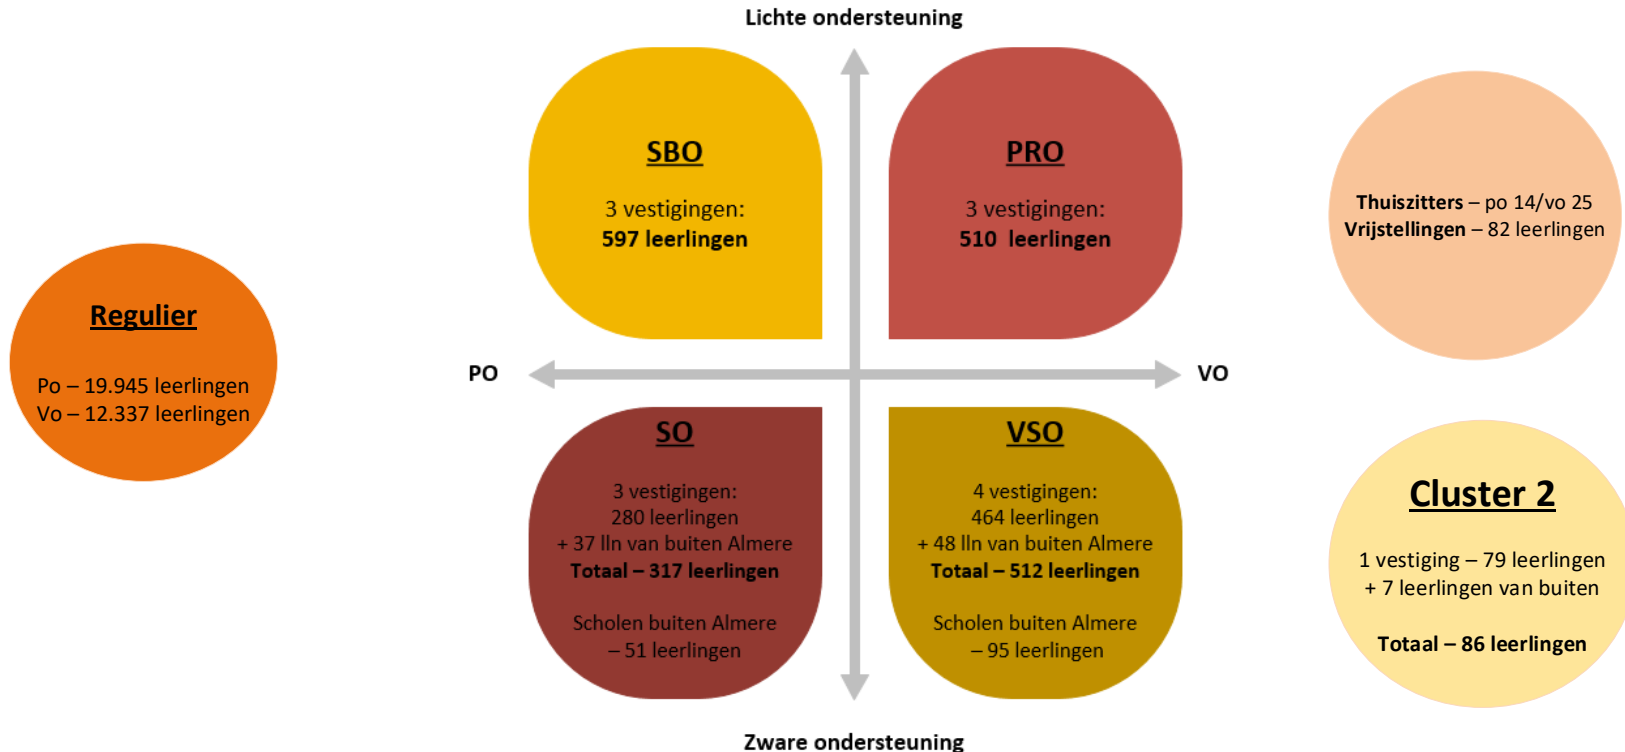 Lichte ondersteuning
SBO
3 vestigingen:
597 leerlingen
PRO
3 vestigingen:
510 leerlingen
Thuiszitters – po 14/vo 25
Vrijstellingen – 82 leerlingen
Regulier
Po – 19.945 leerlingen
Vo – 12.337 leerlingen
PO
VO
SO
3 vestigingen:
280 leerlingen
+ 37 lln van buiten Almere
Totaal – 317 leerlingen
Scholen buiten Almere
– 51 leerlingen
VSO
4 vestigingen:
464 leerlingen
+ 48 lln van buiten Almere
Totaal – 512 leerlingen
Scholen buiten Almere
– 95 leerlingen
Cluster 2
1 vestiging – 79 leerlingen
+ 7 leerlingen van buiten
Totaal – 86 leerlingen
Zware ondersteuning